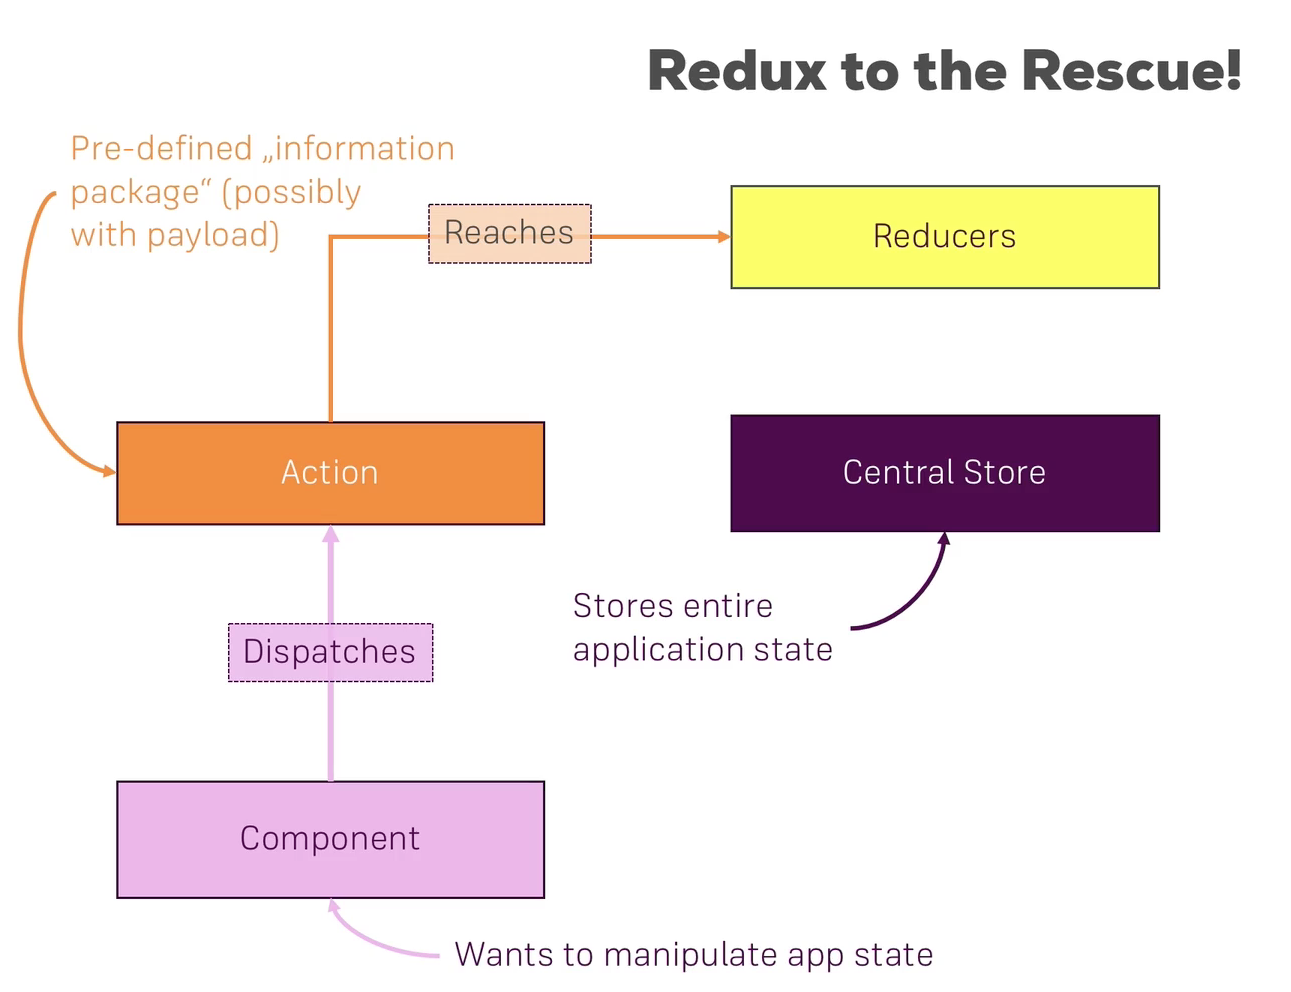 Redux to the Rescue!
Pre-defined „information
package“ (possibly
with payload)
Reaches
Reducers
Action
Central Store
Stores entire
application state
Dispatches
Component
Wants to manipulate app state